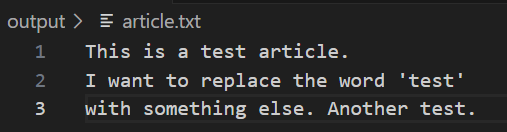 output > article.txt
1 This is a test article.
2 I want to replace the word 'test'
3 with something else. Another test.